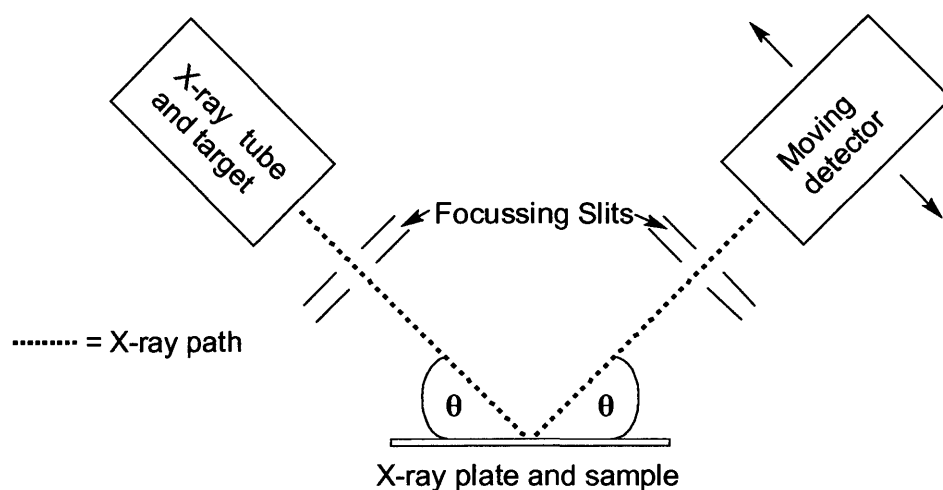 X-ray tube
and target
Moving
detector
Focussing Slits
= X-ray path
θ
θ
X-ray plate and sample